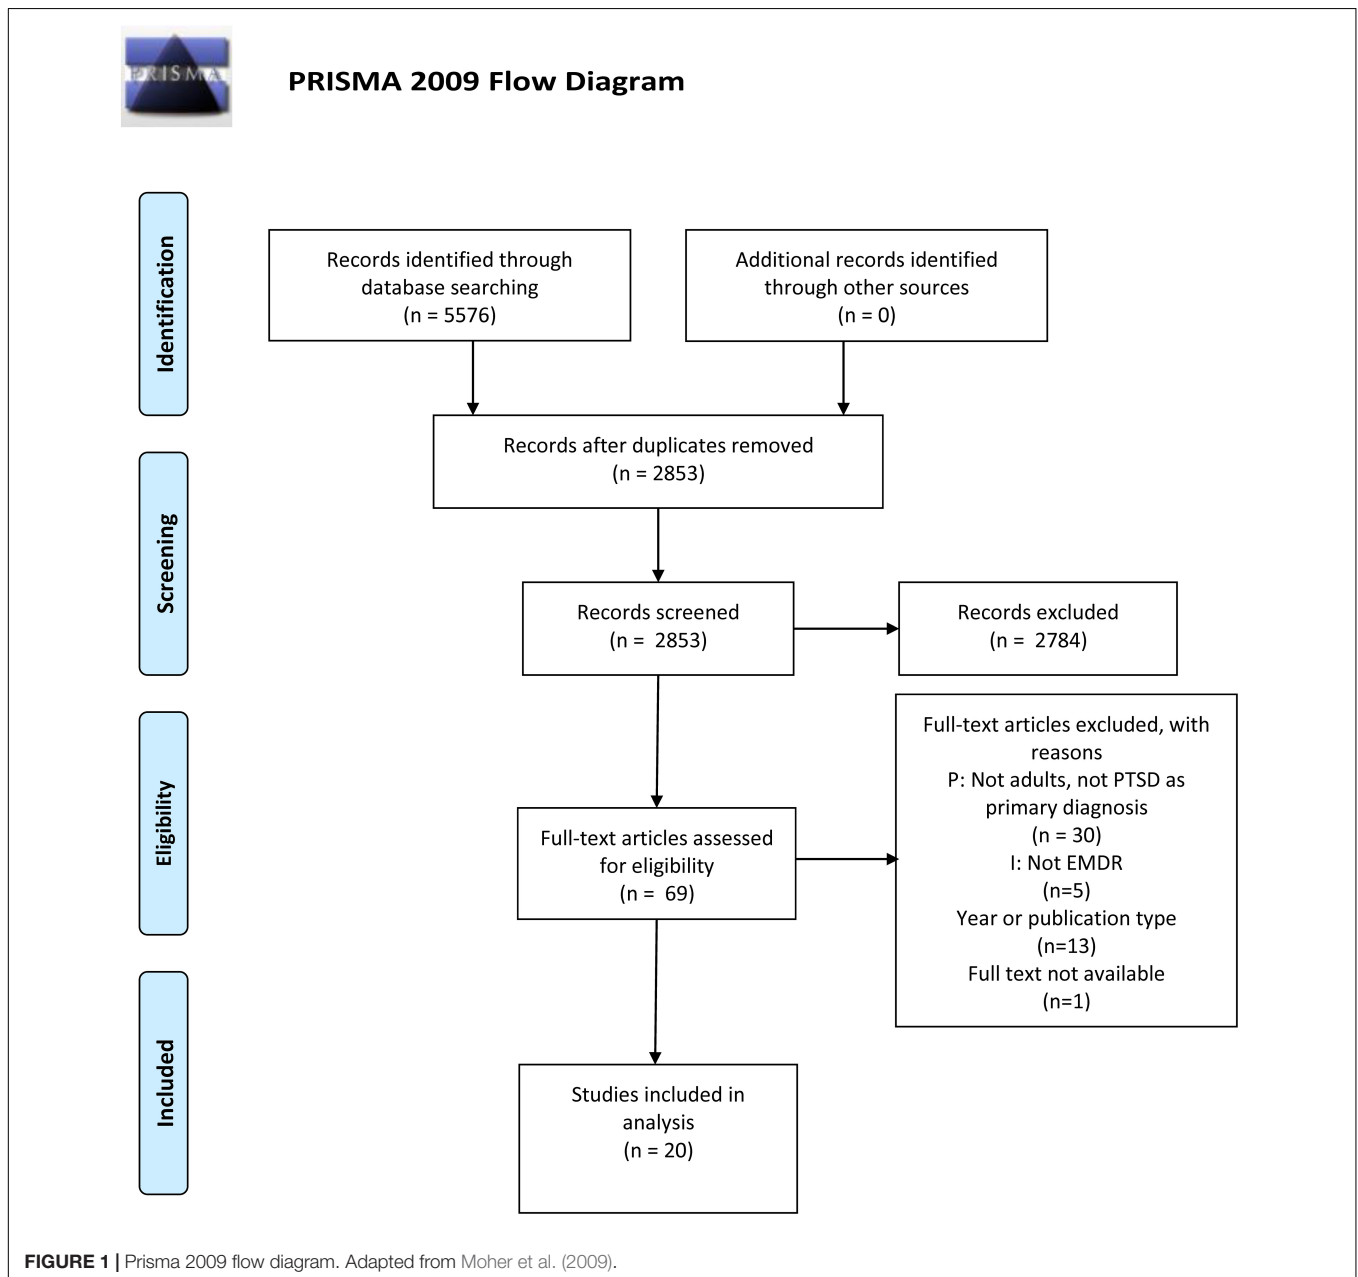 PRISMA
PRISMA 2009 Flow Diagram
Identification
Records identified through
database searching
(n = 5576)
Additional records identified
through other sources
(n = 0)
Records after duplicates removed
(n = 2853)
Screening
Records screened
(n = 2853)
Records excluded
(n = 2784)
Eligibility
Full-text articles assessed
for eligibility
(n = 69)
Full-text articles excluded, with
reasons
P: Not adults, not PTSD as
primary diagnosis
(n = 30)
I: Not EMDR
(n=5)
Year or publication type
(n=13)
Full text not available
(n=1)
Included
Studies included in
analysis
(n = 20)
FIGURE 1 | Prisma 2009 flow diagram. Adapted from Moher et al. (2009).